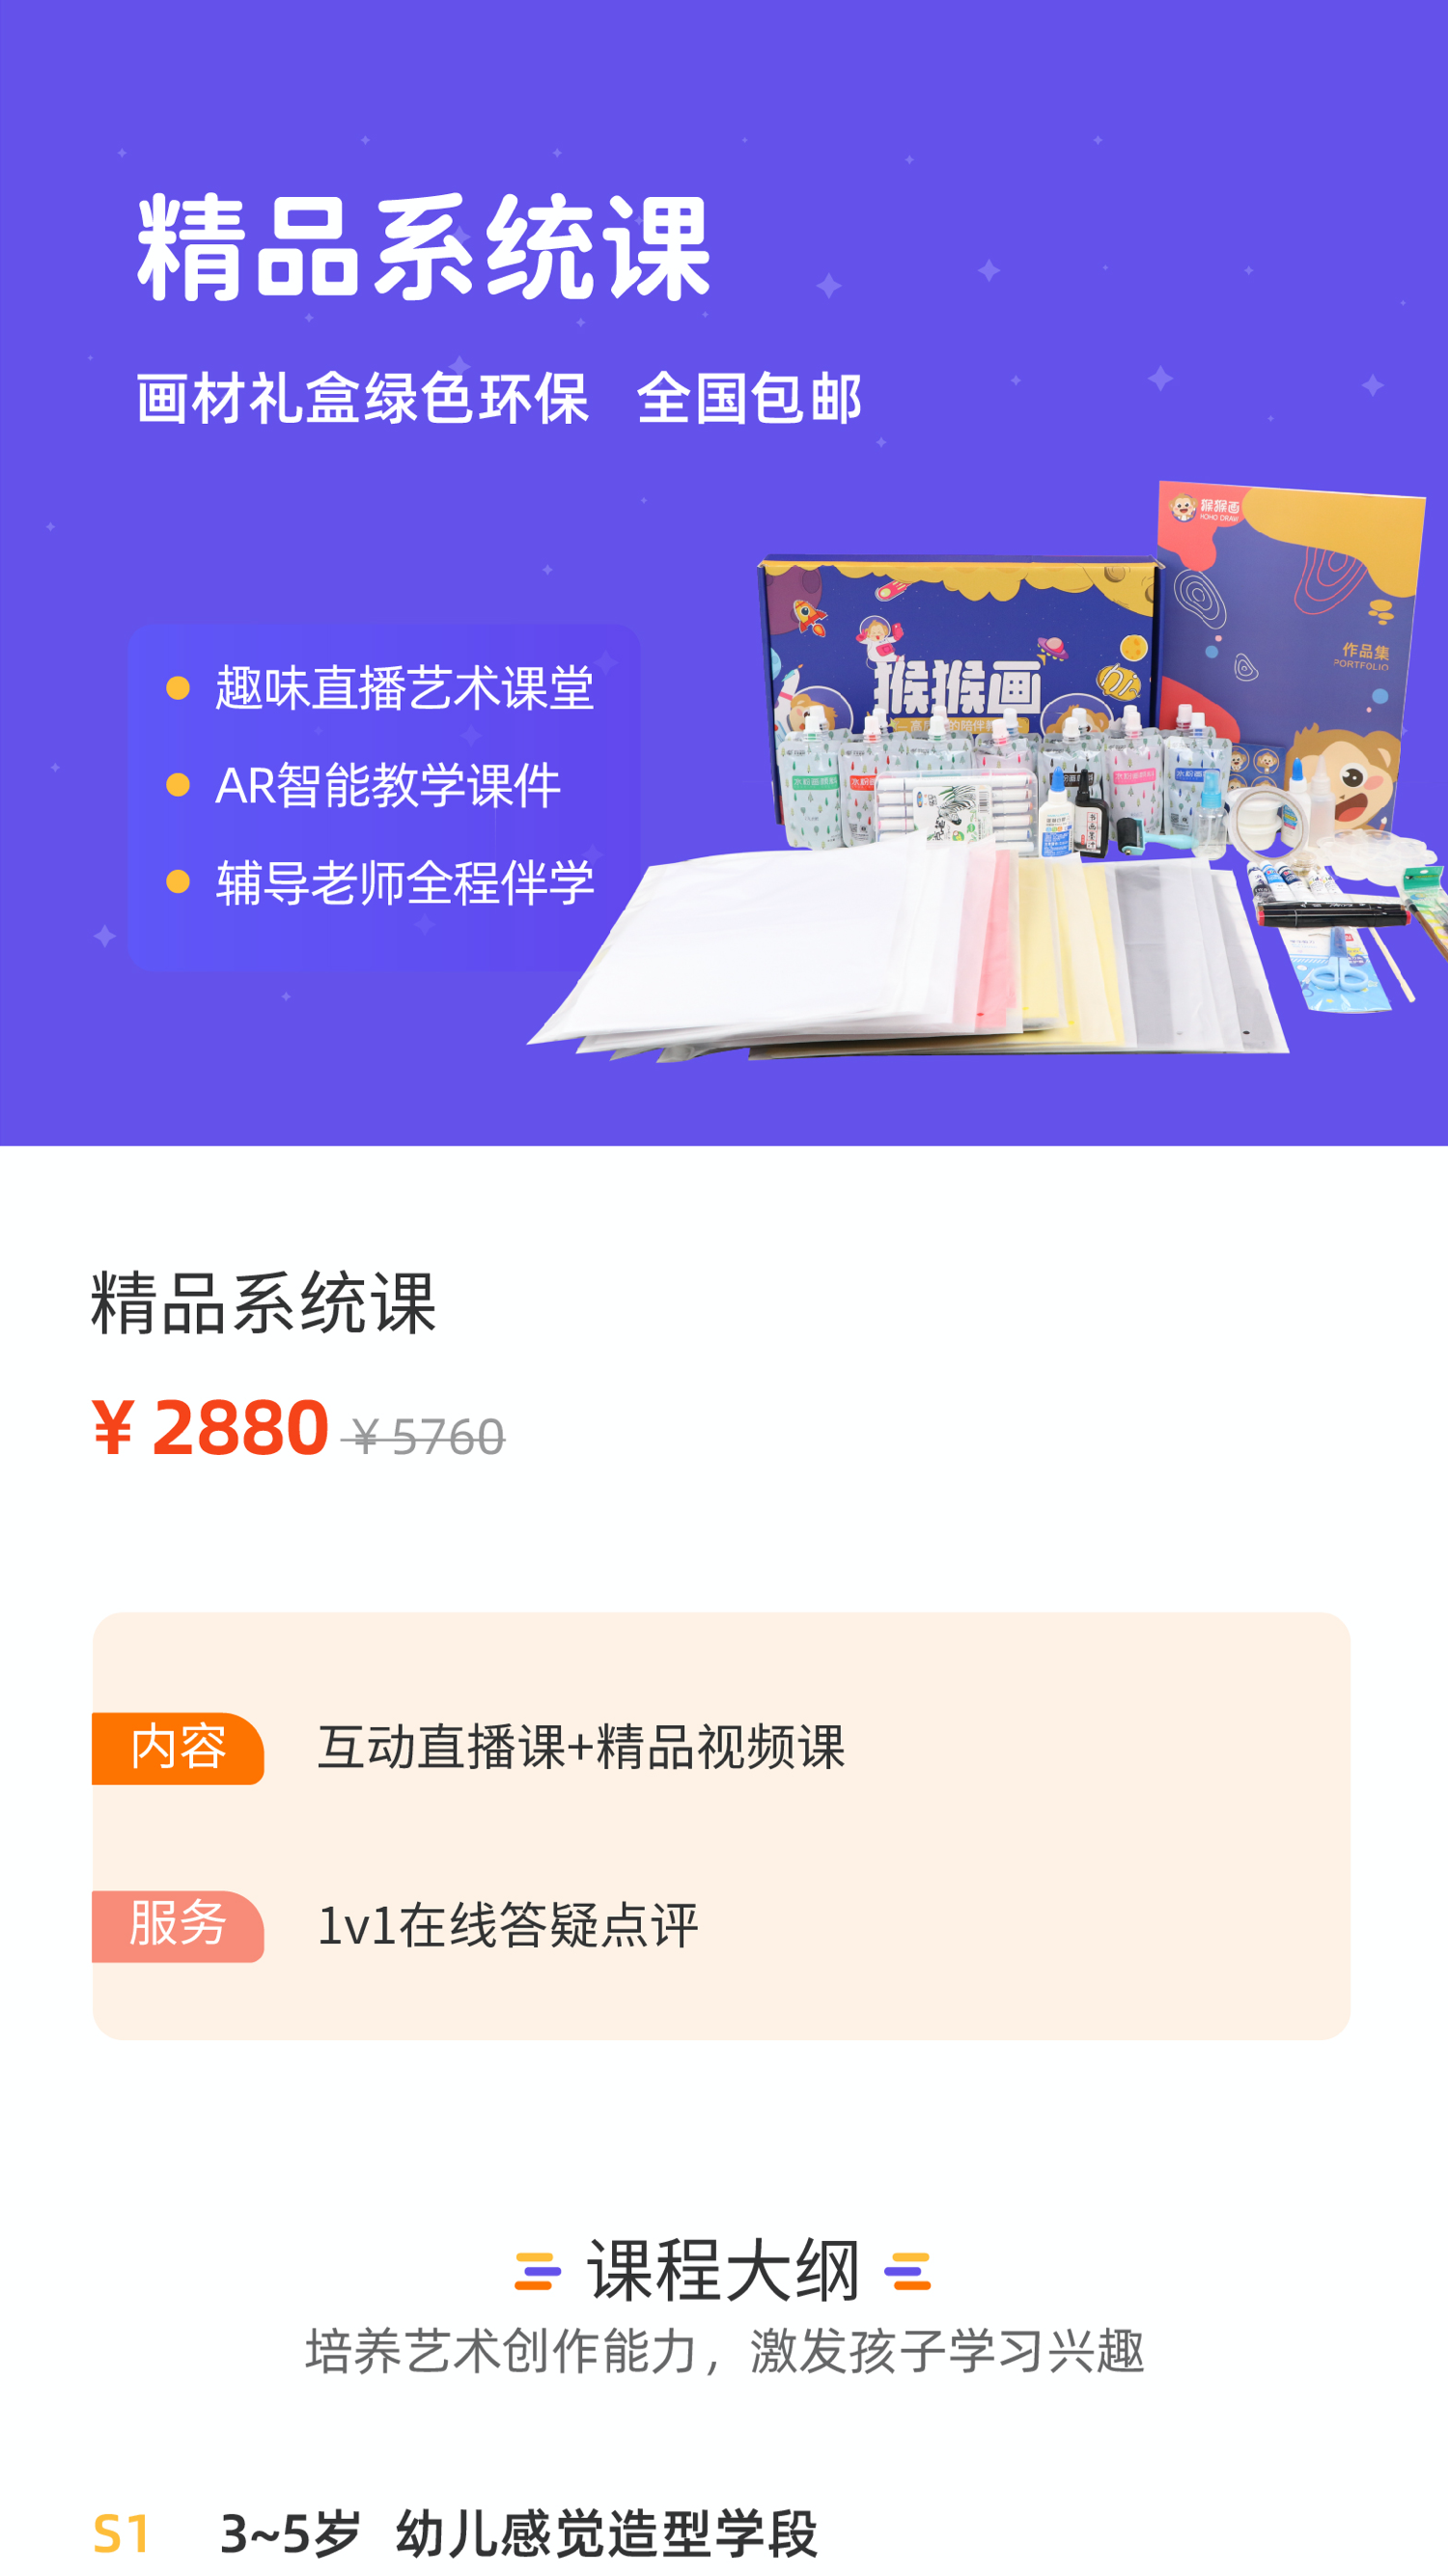 精品系统课
画材礼盒绿色环保 全国包邮
猴猴画
HOHO DRAW
作品集
PORTFOLIO
猴猴画
趣味直播艺术课堂
AR智能教学课件
辅导老师全程伴学
精品系统课
¥ 2880 ¥ 5760
内容 互动直播课+精品视频课
服务 1v1在线答疑点评
课程大纲
培养艺术创作能力，激发孩子学习兴趣
S1 3~5岁 幼儿感觉造型学段